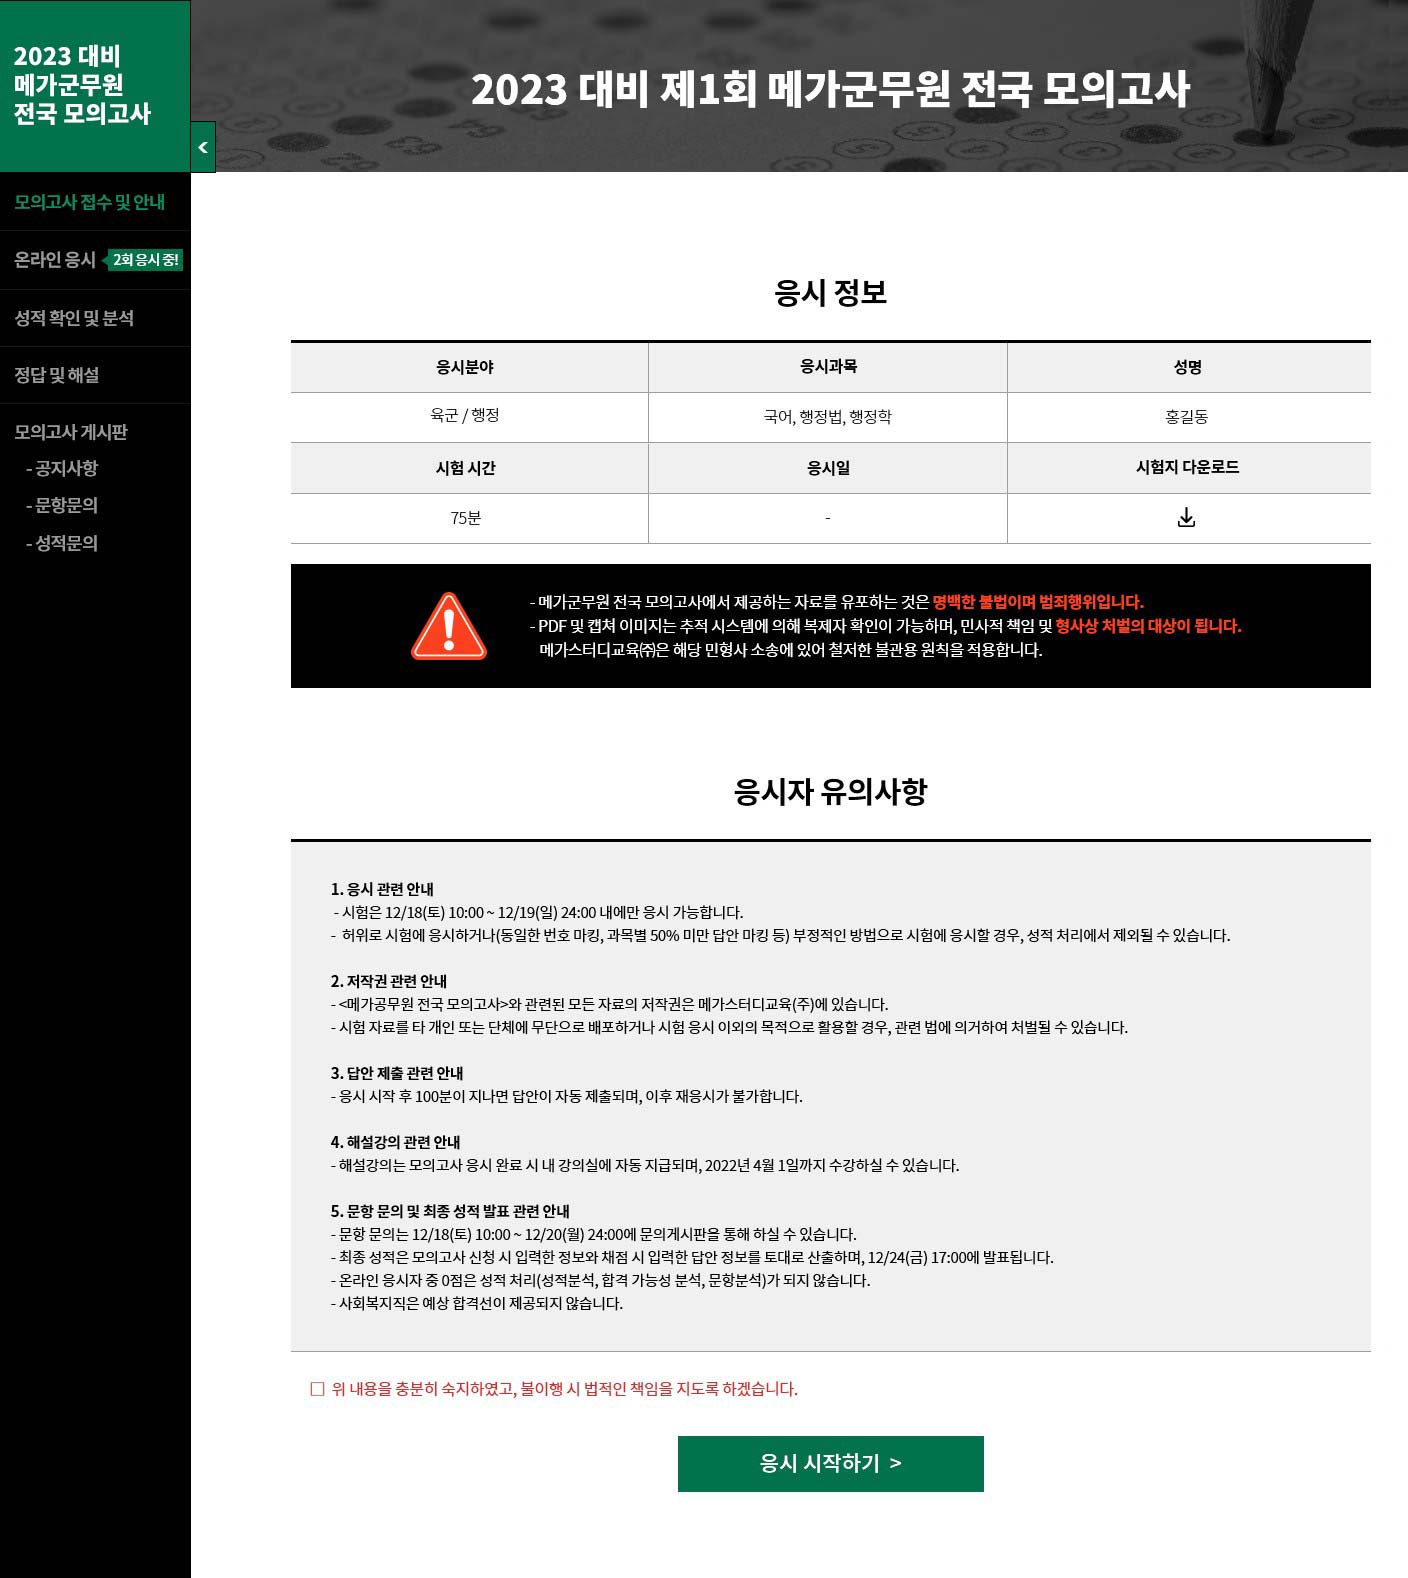 2023 대비
메가군무원
전국 모의고사
모의고사 접수 및 안내
온라인 응시 2회 응시 중!
성적 확인 및 분석
정답 및 해설
모의고사 게시판
- 공지사항
- 문항문의
- 성적문의
2023 대비 제1회 메가군무원 전국 모의고사
응시 정보
응시분야 응시과목 성명
육군 / 행정 국어, 행정법, 행정학 홍길동
시험 시간 응시일 시험지 다운로드
75분 -
- 메가군무원 전국 모의고사에서 제공하는 자료를 유포하는 것은 명백한 불법이며 범죄행위입니다.
- PDF 및 캡쳐 이미지는 추적 시스템에 의해 복제자 확인이 가능하며, 민사적 책임 및 형사상 처벌의 대상이 됩니다.
메가스터디교육㈜은 해당 민형사 소송에 있어 철저한 불관용 원칙을 적용합니다.
응시자 유의사항
1. 응시 관련 안내
- 시험은 12/18(토) 10:00 ~ 12/19(일) 24:00 내에만 응시 가능합니다.
- 허위로 시험에 응시하거나(동일한 번호 마킹, 과목별 50% 미만 답안 마킹 등) 부정적인 방법으로 시험에 응시할 경우, 성적 처리에서 제외될 수 있습니다.
2. 저작권 관련 안내
- <메가공무원 전국 모의고사>와 관련된 모든 자료의 저작권은 메가스터디교육(주)에 있습니다.
- 시험 자료를 타 개인 또는 단체에 무단으로 배포하거나 시험 응시 이외의 목적으로 활용할 경우, 관련 법에 의거하여 처벌될 수 있습니다.
3. 답안 제출 관련 안내
- 응시 시작 후 100분이 지나면 답안이 자동 제출되며, 이후 재응시가 불가합니다.
4. 해설강의 관련 안내
- 해설강의는 모의고사 응시 완료 시 내 강의실에 자동 지급되며, 2022년 4월 1일까지 수강하실 수 있습니다.
5. 문항 문의 및 최종 성적 발표 관련 안내
- 문항 문의는 12/18(토) 10:00 ~ 12/20(월) 24:00에 문의게시판을 통해 하실 수 있습니다.
- 최종 성적은 모의고사 신청 시 입력한 정보와 채점 시 입력한 답안 정보를 토대로 산출하며, 12/24(금) 17:00에 발표됩니다.
- 온라인 응시자 중 0점은 성적 처리(성적분석, 합격 가능성 분석, 문항분석)가 되지 않습니다.
- 사회복지직은 예상 합격선이 제공되지 않습니다.
□ 위 내용을 충분히 숙지하였고, 불이행 시 법적인 책임을 지도록 하겠습니다.
응시 시작하기 >